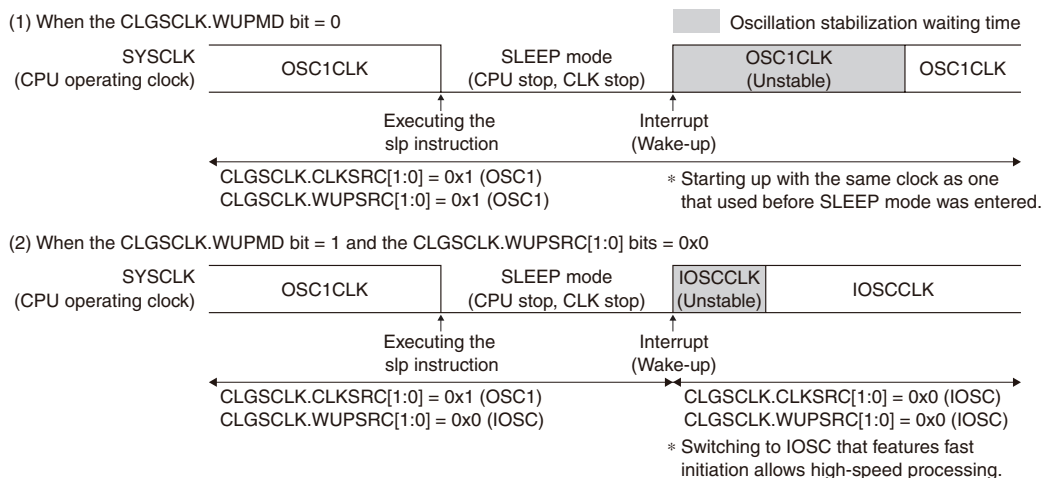 (1) When the CLGSCLK.WUPMD bit = 0
Oscillation stabilization waiting time
SYSCLK
(CPU operating clock)
OSC1CLK
SLEEP mode
(CPU stop, CLK stop)
OSC1CLK
(Unstable)
OSC1CLK
Executing the
slp instruction
Interrupt
(Wake-up)
CLGSCLK.CLKSRC[1:0] = 0x1 (OSC1)
CLGSCLK.WUPSRC[1:0] = 0x1 (OSC1)
* Starting up with the same clock as one
that used before SLEEP mode was entered.
(2) When the CLGSCLK.WUPMD bit = 1 and the CLGSCLK.WUPSRC[1:0] bits = 0x0
SYSCLK
(CPU operating clock)
OSC1CLK
SLEEP mode
(CPU stop, CLK stop)
IOSCCLK
(Unstable)
IOSCCLK
Executing the
slp instruction
Interrupt
(Wake-up)
CLGSCLK.CLKSRC[1:0] = 0x1 (OSC1)
CLGSCLK.WUPSRC[1:0] = 0x0 (IOSC)
CLGSCLK.CLKSRC[1:0] = 0x0 (IOSC)
CLGSCLK.WUPSRC[1:0] = 0x0 (IOSC)
* Switching to IOSC that features fast
initiation allows high-speed processing.